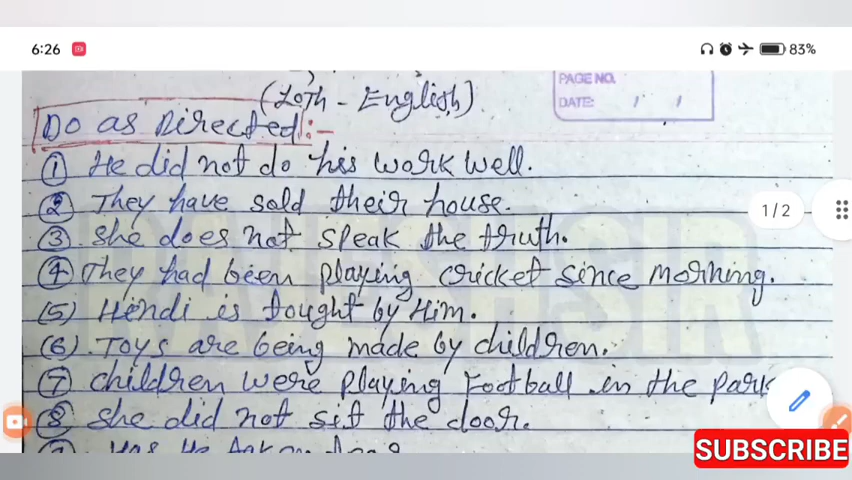 6:26
83%
(10th - English)
PAGE NO.
DATE: / /
Do as Directed:-
① He did not do his work well.
② They have sold their house.
③ She does not speak the truth.
④ They had been playing cricket since morning.
(5) Hindi is tought by Him.
(6) Toys are being made by children.
⑦ Children were playing Football in the park
⑧ she did not sit the door.
Has He
1/2
SUBSCRIBE